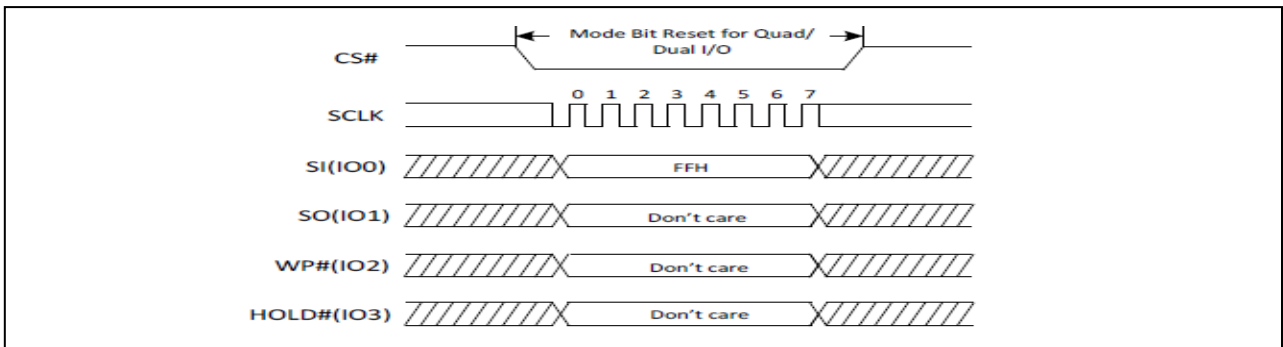 Mode Bit Reset for Quad/
Dual I/O
CS#
0 1 2 3 4 5 6 7
SCLK
SI(IO0)
FFH
SO(IO1)
Don't care
WP#(IO2)
Don't care
HOLD#(IO3)
Don't care